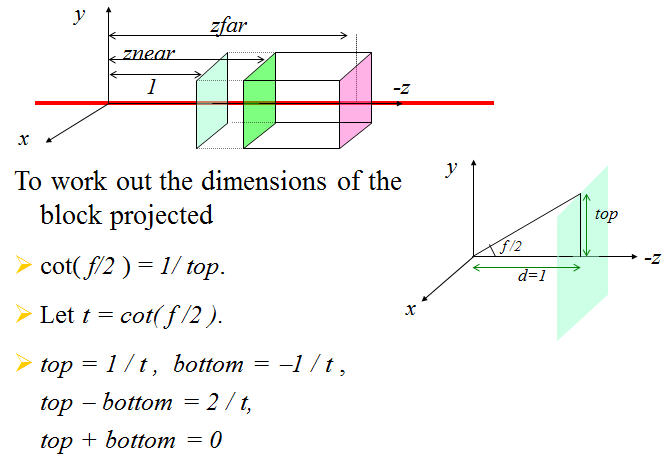 y
zfar
znear
1
-z
x
To work out the dimensions of the
block projected
cot( f/2 ) = 1/ top.
Let t = cot( f /2 ).
top = 1 / t , bottom = –1 / t ,
top – bottom = 2 / t,
top + bottom = 0
y
top
f /2
-z
d=1
x